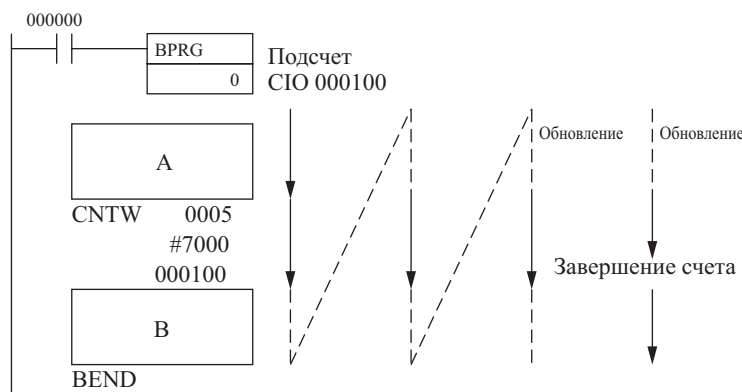 000000
BPRG
0
Подсчет
CIO 000100
Обновление
Обновление
A
CNTW 0005
#7000
000100
Завершение счета
B
BEND